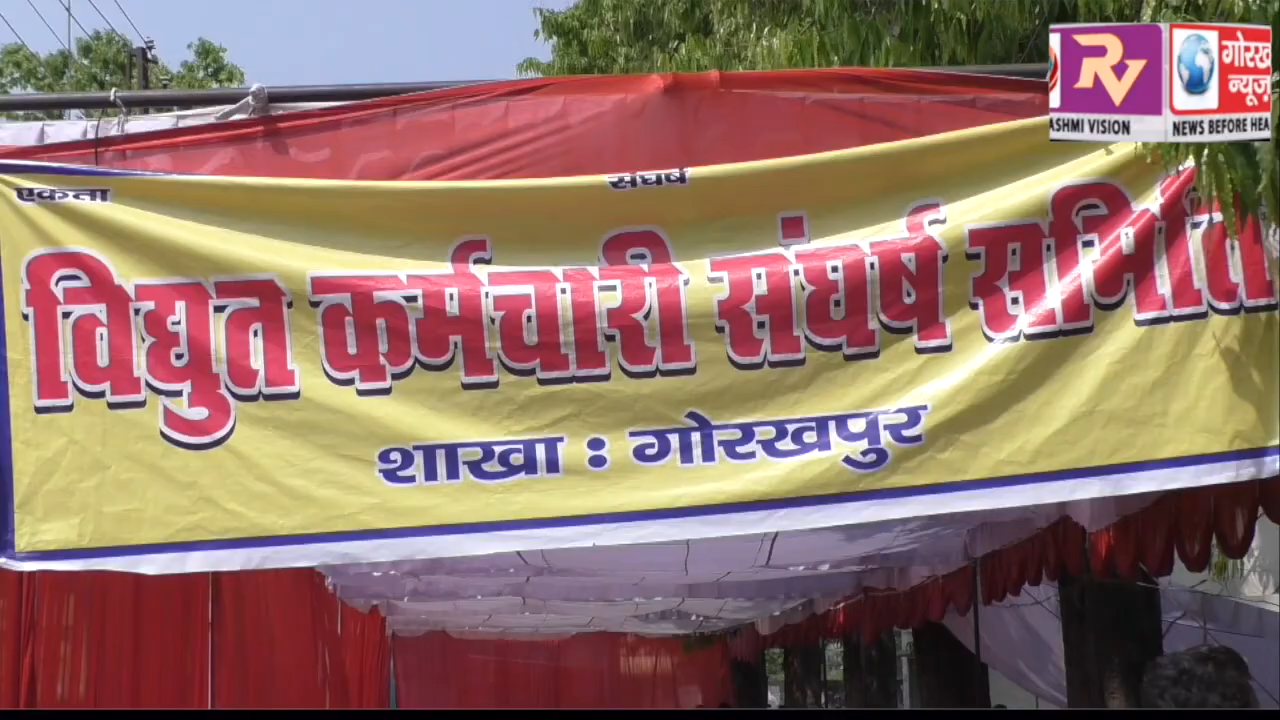 एकता संघर्ष
विद्युत कर्मचारी संघर्ष समिति
शाखा : गोरखपुर
RV
ASHMI VISION
गोरख
न्यूज़
NEWS BEFORE HEA